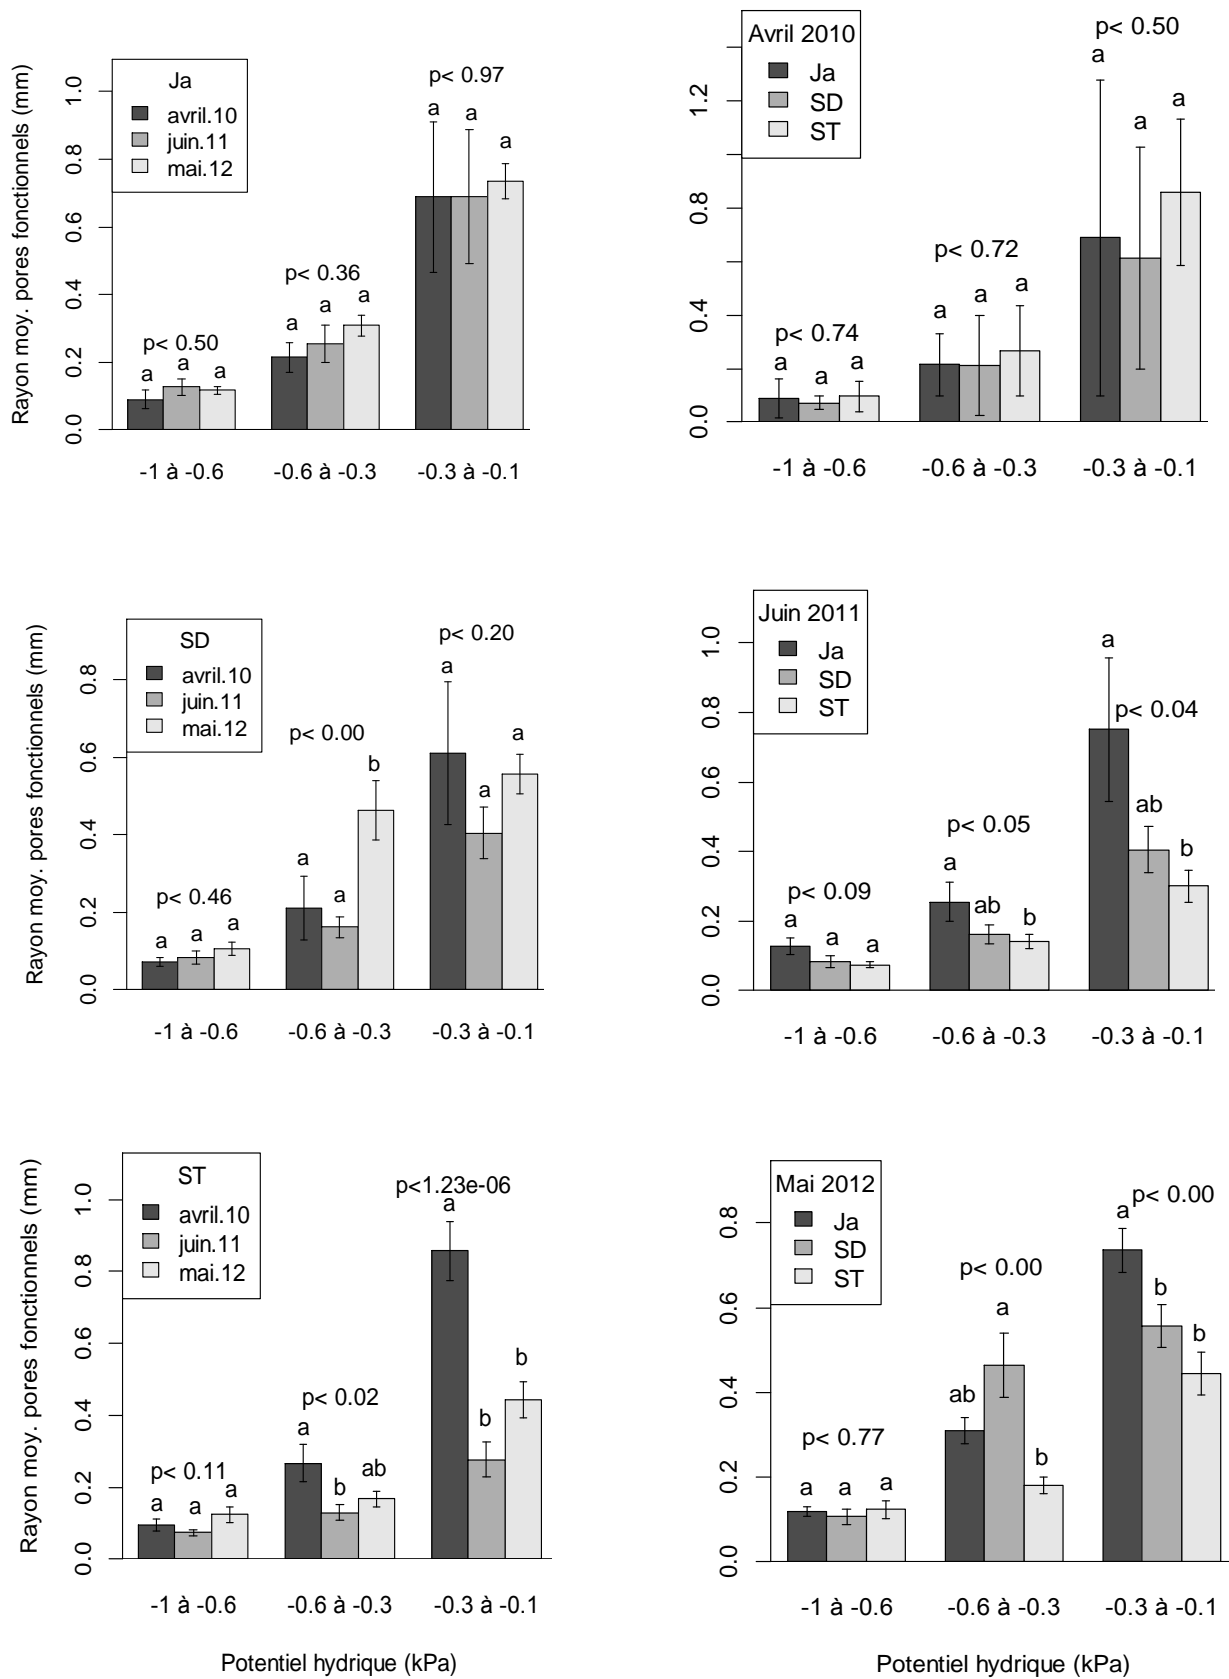 Rayon moy. pores fonctionnels (mm)
0.0 0.2 0.4 0.6 0.8 1.0
Ja
avril.10
juin.11
mai.12
p< 0.50
a a a
p< 0.36
a a a
p< 0.97
a a a
-1 à -0.6 -0.6 à -0.3 -0.3 à -0.1
0.0 0.4 0.8 1.2
Avril 2010
Ja
SD
ST
p< 0.74
a a a
p< 0.72
a a a
p< 0.50
a a a
-1 à -0.6 -0.6 à -0.3 -0.3 à -0.1
Rayon moy. pores fonctionnels (mm)
0.0 0.2 0.4 0.6 0.8
SD
avril.10
juin.11
mai.12
p< 0.46
a a a
p< 0.00
a a b
p< 0.20
a a a
-1 à -0.6 -0.6 à -0.3 -0.3 à -0.1
0.0 0.2 0.4 0.6 0.8 1.0
Juin 2011
Ja
SD
ST
p< 0.09
a a a
p< 0.05
a ab b
p< 0.04
a ab b
-1 à -0.6 -0.6 à -0.3 -0.3 à -0.1
Rayon moy. pores fonctionnels (mm)
0.0 0.2 0.4 0.6 0.8 1.0
ST
avril.10
juin.11
mai.12
p< 0.11
a a a
p< 0.02
a b ab
p<1.23e-06
a b b
-1 à -0.6 -0.6 à -0.3 -0.3 à -0.1
Potentiel hydrique (kPa)
0.0 0.2 0.4 0.6 0.8
Mai 2012
Ja
SD
ST
p< 0.77
a a a
p< 0.00
ab a b
p< 0.00
a b b
-1 à -0.6 -0.6 à -0.3 -0.3 à -0.1
Potentiel hydrique (kPa)